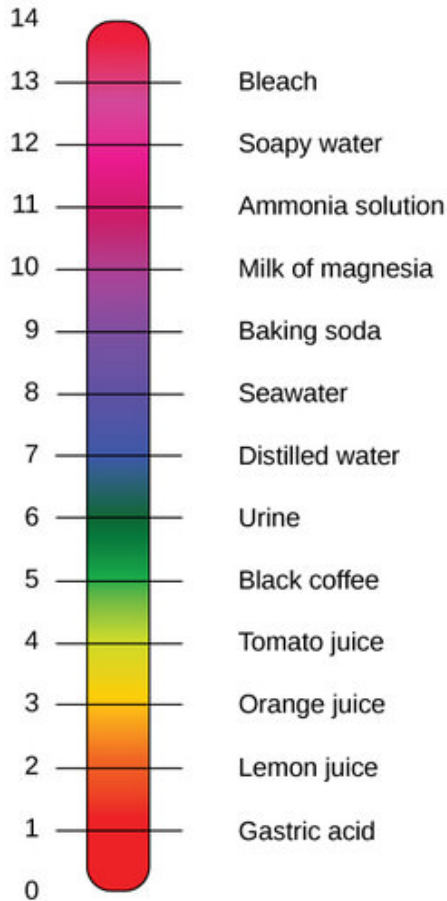 14
13 Bleach
12 Soapy water
11 Ammonia solution
10 Milk of magnesia
9 Baking soda
8 Seawater
7 Distilled water
6 Urine
5 Black coffee
4 Tomato juice
3 Orange juice
2 Lemon juice
1 Gastric acid
0